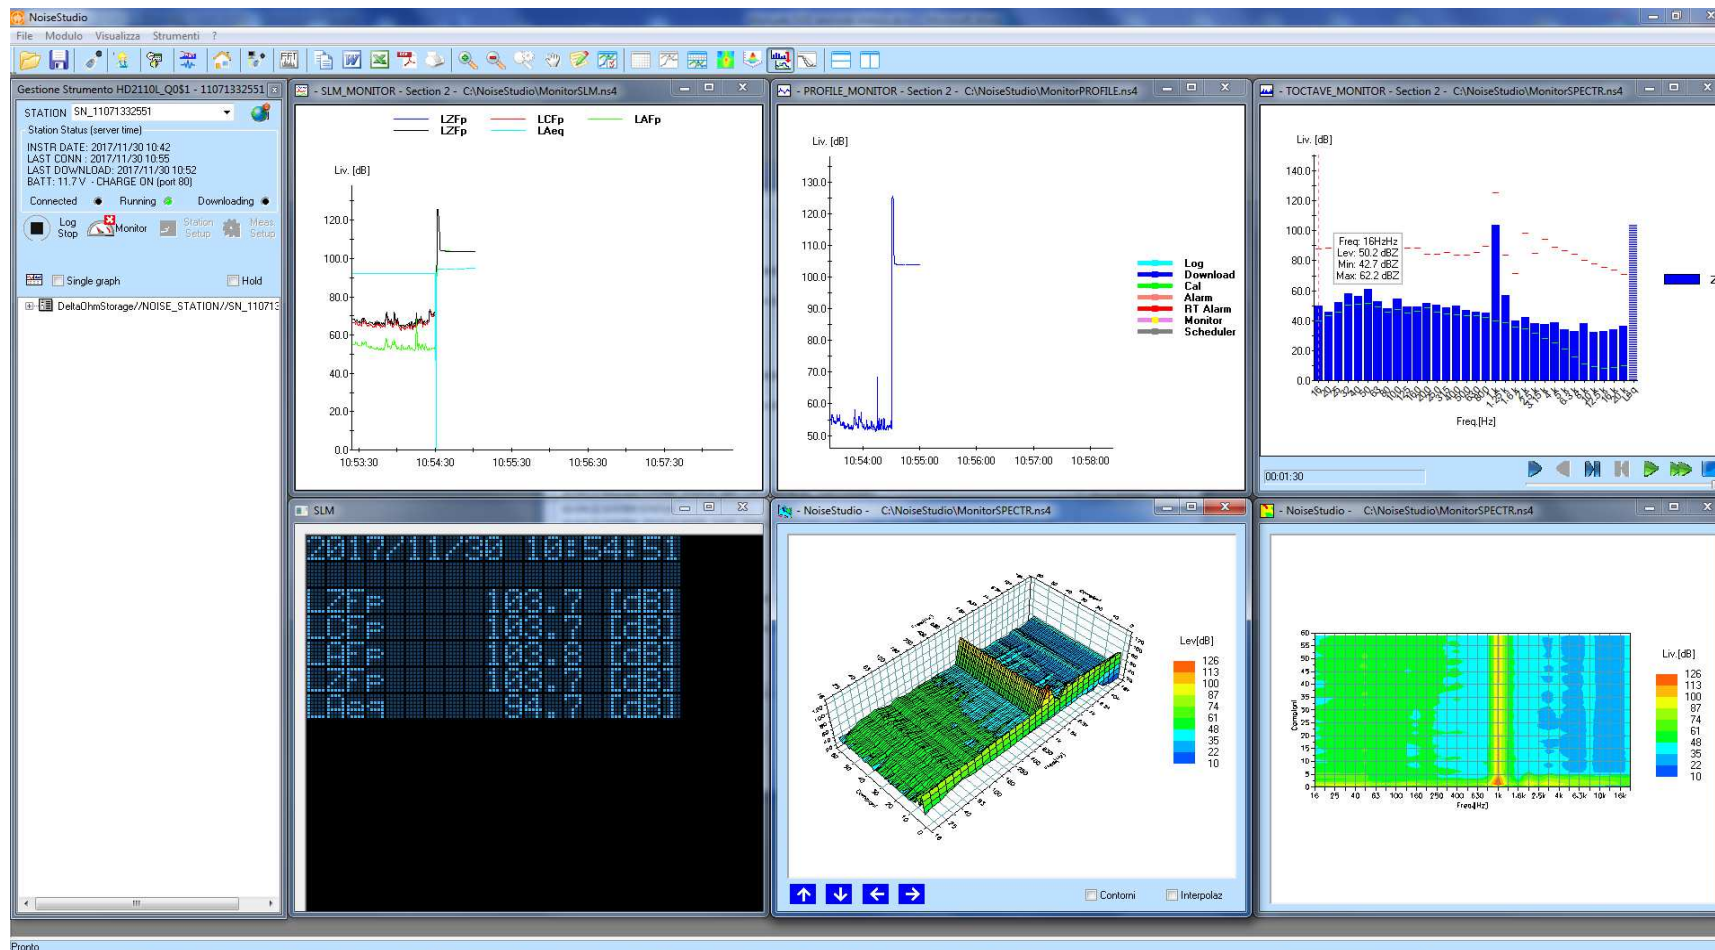 NoiseStudio
File Modulo Visualizza Strumenti ?
Gestione Strumento HD2110L_Q0$1 - 11071332551
STATION SN_11071332551
Station Status (server time)
INSTR DATE: 2017/11/30 10:42
LAST CONN : 2017/11/30 10:55
LAST DOWNLOAD: 2017/11/30 10:52
BATT: 11.7 V - CHARGE ON (port 80)
Connected Running Downloading
Log Stop Monitor Station Setup Meas. Setup
Single graph Hold
DeltaOhmStorage//NOISE_STATION//SN_110713
- SLM_MONITOR - Section 2 - C:\NoiseStudio\MonitorSLM.ns4
LZFp LCFp LAFp
LZFp LAeq
Liv. [dB]
120.0
100.0
80.0
60.0
40.0
20.0
0.0
10:53:30 10:54:30 10:55:30 10:56:30 10:57:30
- PROFILE_MONITOR - Section 2 - C:\NoiseStudio\MonitorPROFILE.ns4
Liv. [dB]
130.0
120.0
110.0
100.0
90.0
80.0
70.0
60.0
50.0
10:54:00 10:55:00 10:56:00 10:57:00 10:58:00
Log
Download
Cal
Alarm
RT Alarm
Monitor
Scheduler
- TOCTAVE_MONITOR - Section 2 - C:\NoiseStudio\MonitorSPECTR.ns4
Liv. [dB]
140.0
120.0
100.0
80.0
60.0
40.0
20.0
0.0
Freq: 16HzHz
Lev: 50.2 dBZ
Min: 42.7 dBZ
Max: 62.2 dBZ
Z
Freq.[Hz]
00:01:30
SLM
2017/11/30 10:54:51
LZFp 103.7 [dB]
LCFp 103.7 [dB]
LAFp 103.8 [dB]
LZFp 103.7 [dB]
LAeq 94.7 [dB]
- NoiseStudio - C:\NoiseStudio\MonitorSPECTR.ns4
Lev[dB]
126
113
100
87
74
61
48
35
22
10
Contorni Interpolaz
- NoiseStudio - C:\NoiseStudio\MonitorSPECTR.ns4
60
55
50
45
40
35
30
25
20
15
10
5
0
16 25 40 63 100 160 250 400 630 1k 1.6k 2.5k 4k 6.3k 10k 16k
Freq[Hz]
Liv.[dB]
126
113
100
87
74
61
48
35
22
10
Pronto